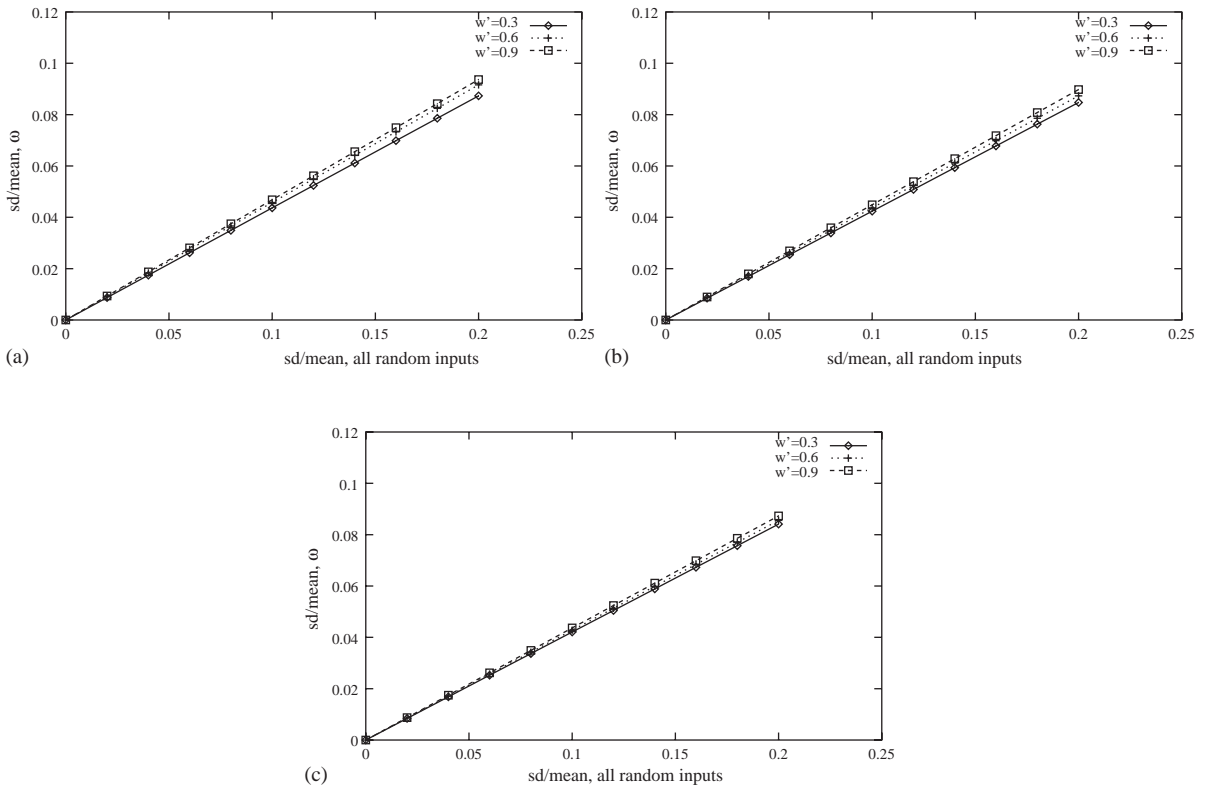 0.12
0.1
0.08
0.06
0.04
0.02
0
sd/mean, ω
w'=0.3
w'=0.6
w'=0.9
0
0.05
0.1
0.15
0.2
0.25
sd/mean, all random inputs
(a)
0.12
0.1
0.08
0.06
0.04
0.02
0
sd/mean, ω
w'=0.3
w'=0.6
w'=0.9
0
0.05
0.1
0.15
0.2
0.25
sd/mean, all random inputs
(b)
0.12
0.1
0.08
0.06
0.04
0.02
0
sd/mean, ω
w'=0.3
w'=0.6
w'=0.9
0
0.05
0.1
0.15
0.2
0.25
sd/mean, all random inputs
(c)